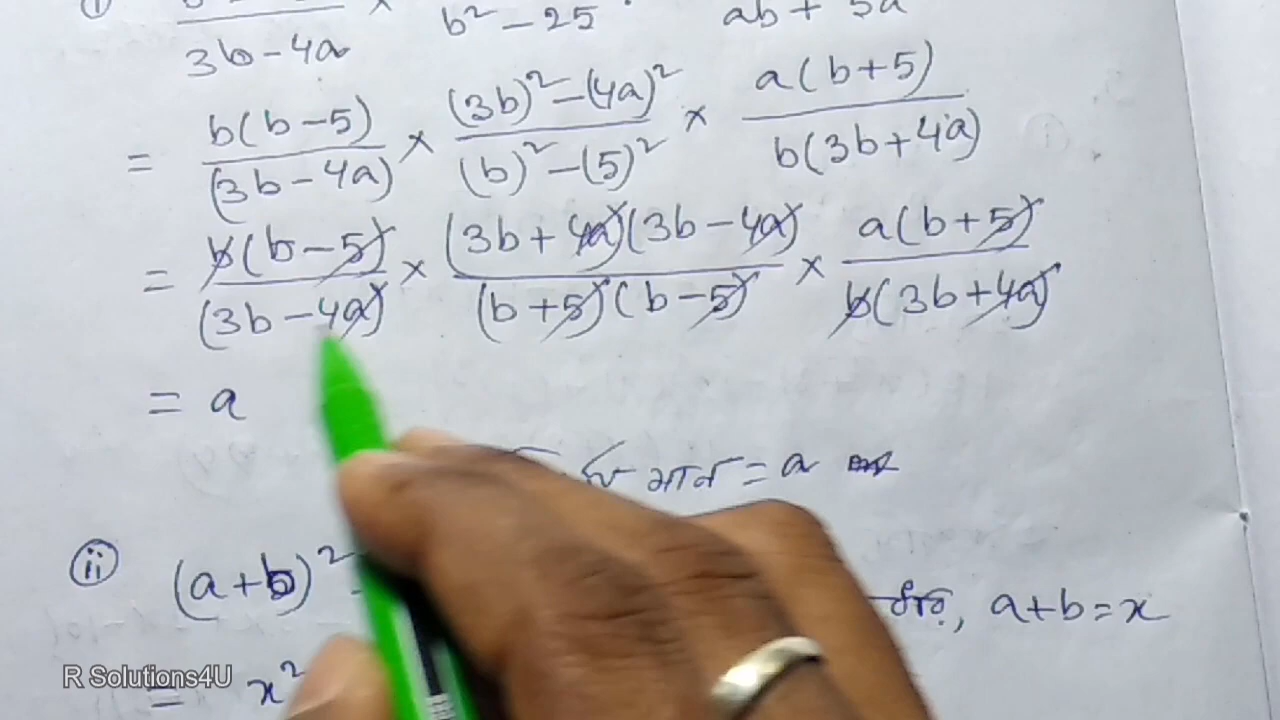 i
3b-4a × b²-25 ab+5a
= b(b-5)/(3b-4a) × (3b)²-(4a)²/(b)²-(5)² × a(b+5)/b(3b+4a)
= b(b-5)/(3b-4a) × (3b+4a)(3b-4a)/(b+5)(b-5) × a(b+5)/b(3b+4a)
= a
মান = a
ii (a+b)² ধরি, a+b=x
= x²
R Solutions4U